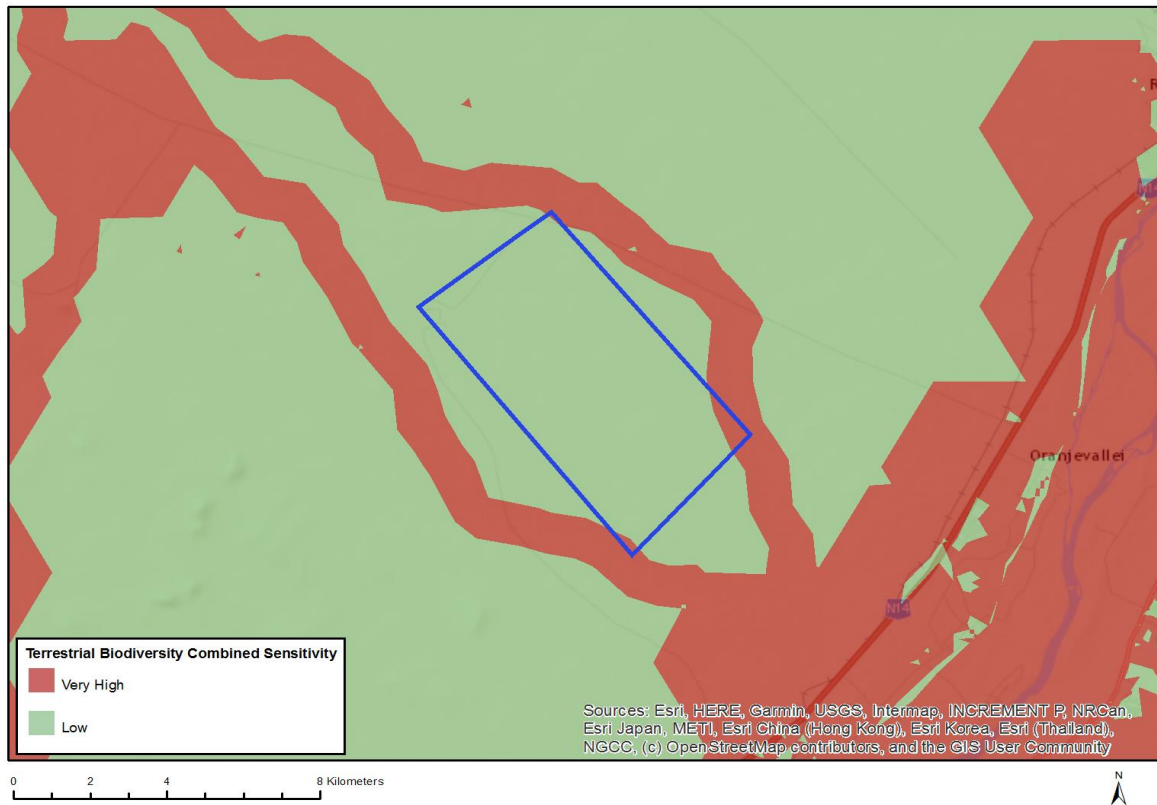 R
Oranjevallei
N14
Terrestrial Biodiversity Combined Sensitivity
Very High
Low
Sources: Esri, HERE, Garmin, USGS, Intermap, INCREMENT P, NRCan,
Esri Japan, METI, Esri China (Hong Kong), Esri Korea, Esri (Thailand),
NGCC, (c) OpenStreetMap contributors, and the GIS User Community
0 2 4 8 Kilometers
N